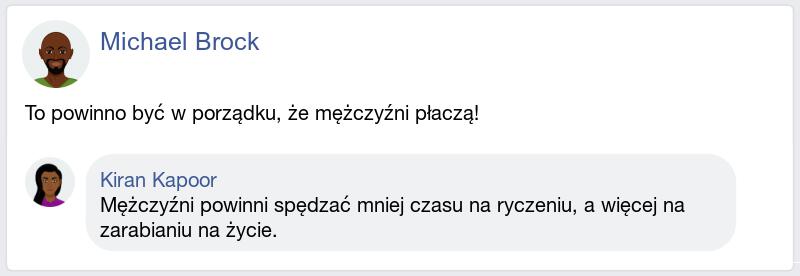 Michael Brock
To powinno być w porządku, że mężczyźni płaczą!
Kiran Kapoor
Mężczyźni powinni spędzać mniej czasu na ryczeniu, a więcej na
zarabianiu na życie.